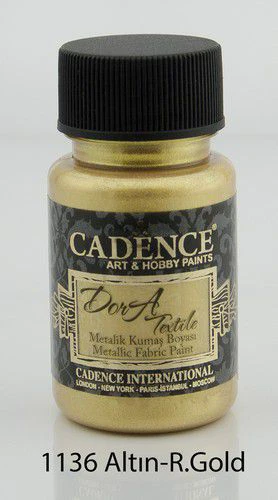 CADENCE®
ART & HOBBY PAINTS
DorA
Textile
Metalik Kumaş Boyası
Metallic Fabric Paint
CADENCE INTERNATIONAL
LONDON - NEW YORK - PARIS - ISTANBUL - MOSCOW
1136 Altın-R.Gold